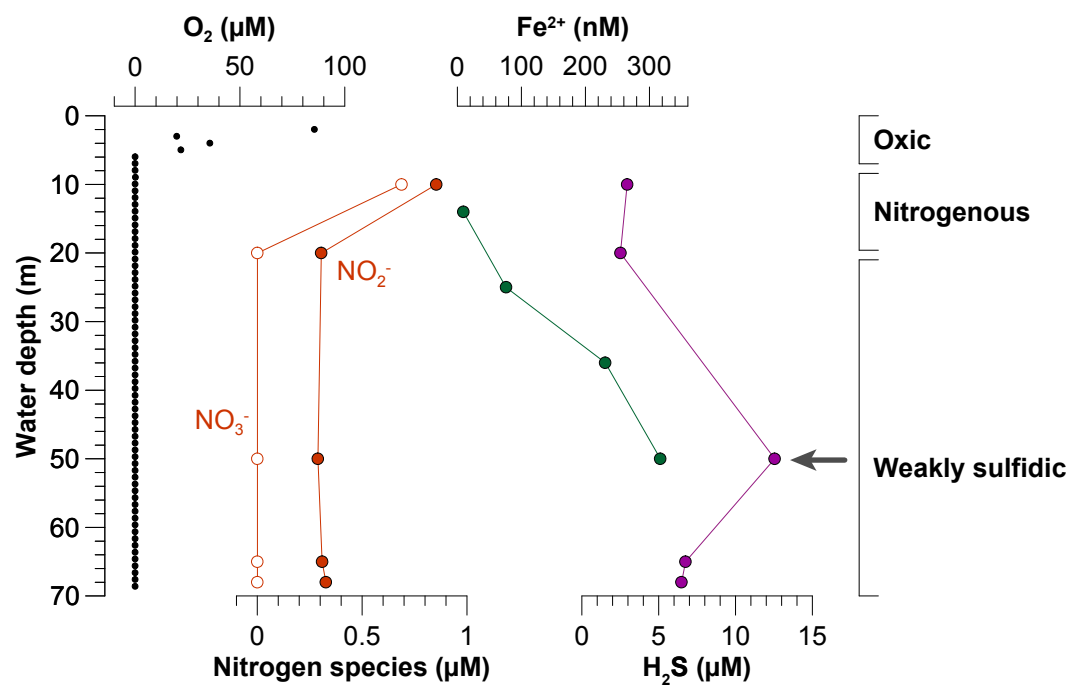 O₂ (µM)
Fe²⁺ (nM)
0 50 100
0 100 200 300
0
10
20
30
40
50
60
70
Water depth (m)
Oxic
Nitrogenous
Weakly sulfidic
NO₂⁻
NO₃⁻
0 0.5 1
0 5 10 15
Nitrogen species (µM)
H₂S (µM)